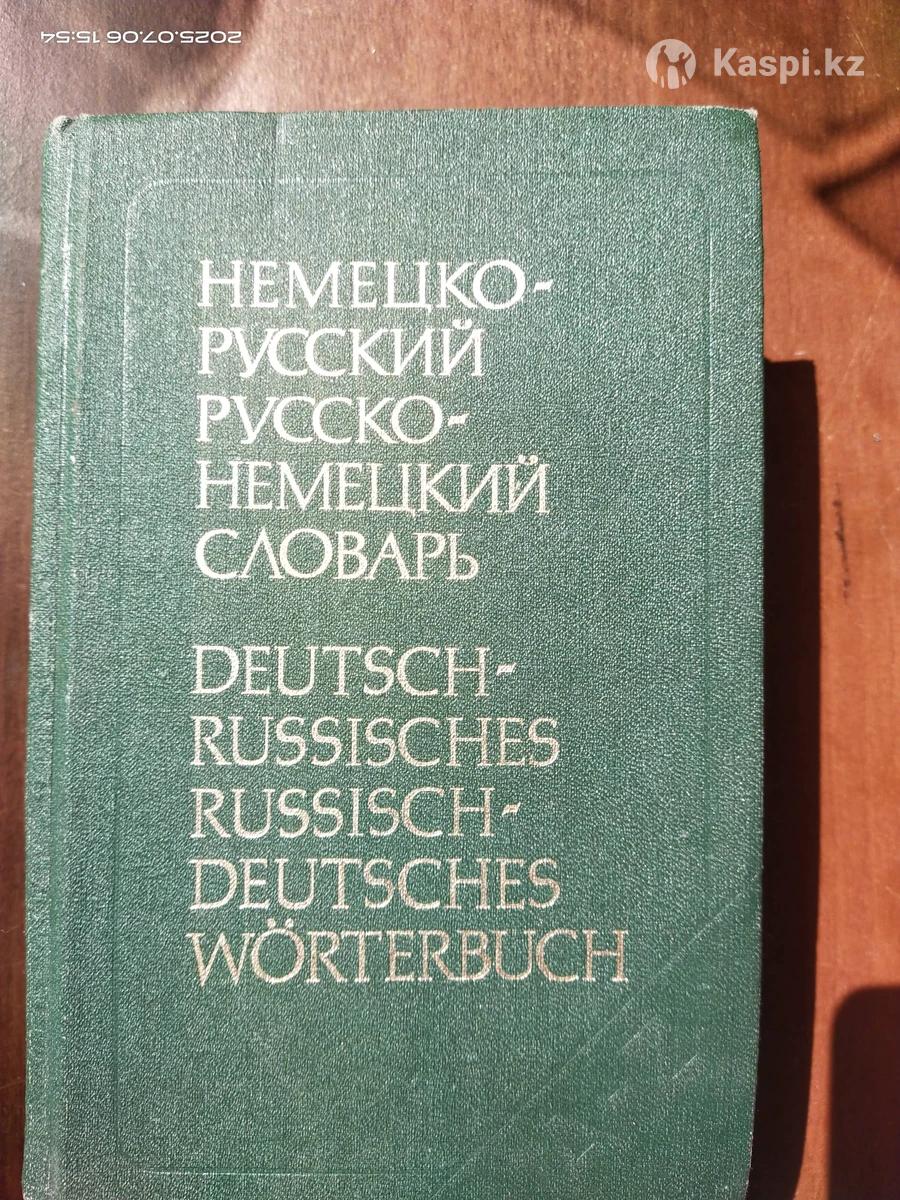 2025.07.06 15:54
Kaspi.kz
НЕМЕЦКО-
РУССКИЙ
РУССКО-
НЕМЕЦКИЙ
СЛОВАРЬ
DEUTSCH-
RUSSISCHES
RUSSISCH-
DEUTSCHES
WÖRTERBUCH